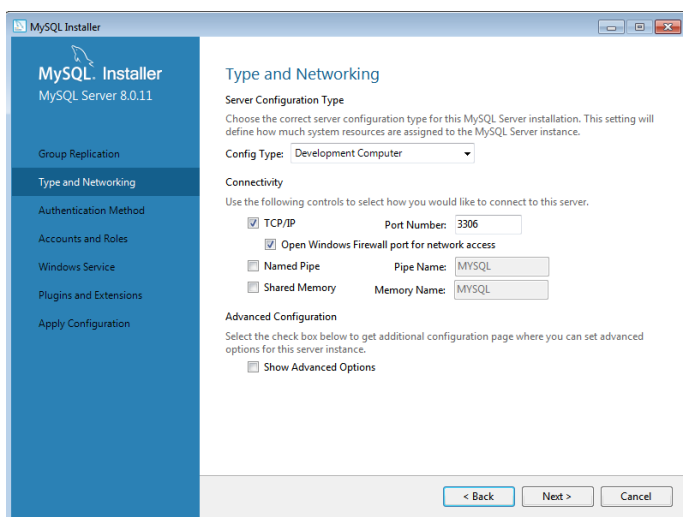 MySQL Installer
MySQL. Installer
MySQL Server 8.0.11
Group Replication
Type and Networking
Authentication Method
Accounts and Roles
Windows Service
Plugins and Extensions
Apply Configuration
Type and Networking
Server Configuration Type
Choose the correct server configuration type for this MySQL Server installation. This setting will
define how much system resources are assigned to the MySQL Server instance.
Config Type: Development Computer
Connectivity
Use the following controls to select how you would like to connect to this server.
TCP/IP Port Number: 3306
Open Windows Firewall port for network access
Named Pipe Pipe Name: MYSQL
Shared Memory Memory Name: MYSQL
Advanced Configuration
Select the check box below to get additional configuration page where you can set advanced
options for this server instance.
Show Advanced Options
< Back Next > Cancel